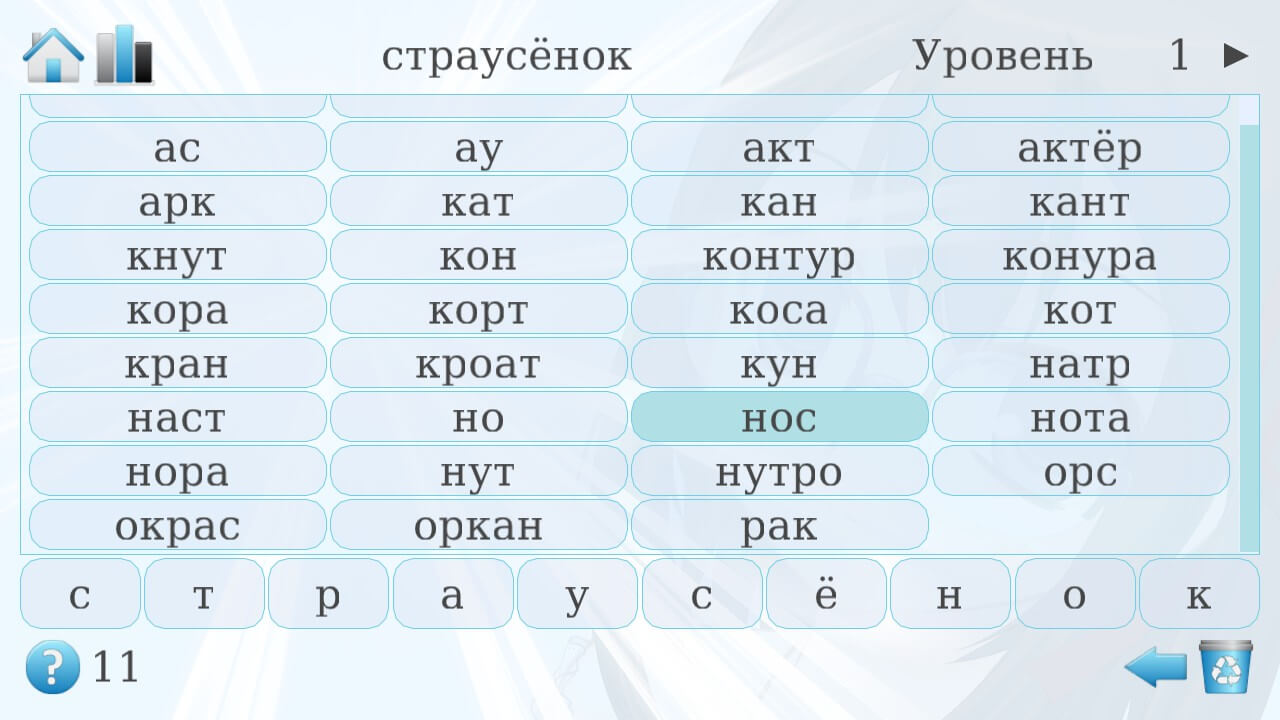 страусёнок Уровень 1 ▶
ас ау акт актёр
арк кат кан кант
кнут кон контур конура
кора корт коса кот
кран кроат кун натр
наст но нос нота
нора нут нутро орс
окрас оркан рак
с т р а у с ё н о к
? 11